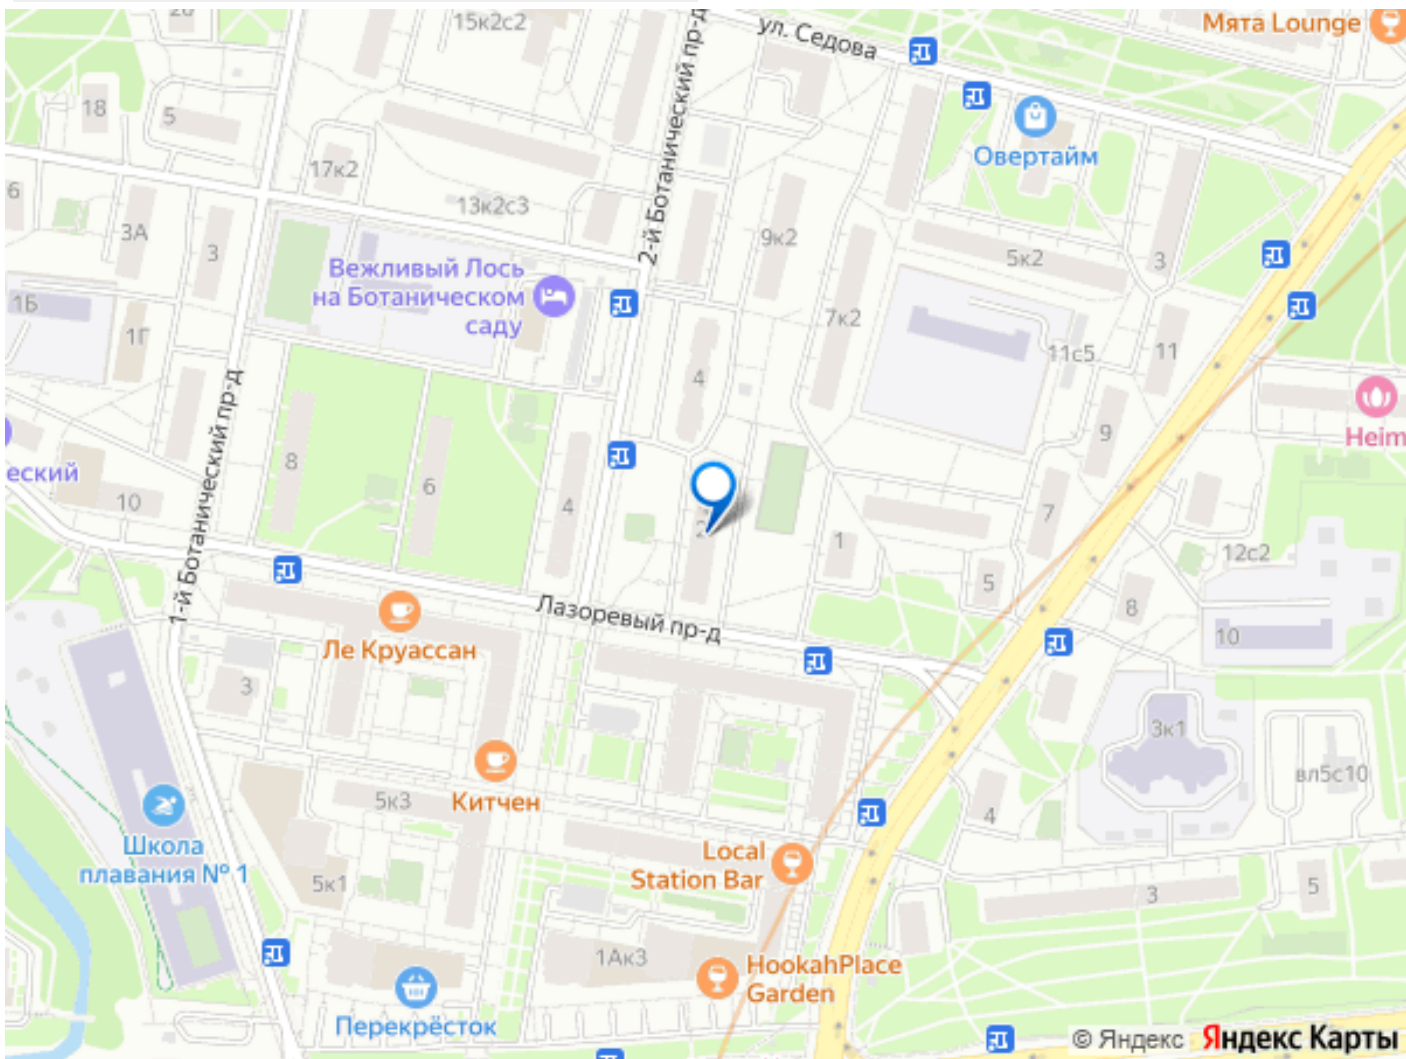 20
15к2с2
ул. Седова
Мята Lounge
18
5
2-й Ботанический пр-д
Овертайм
17к2
6
13к2с3
3А
3
9к2
5к2
3
Вежливый Лось
на Ботаническом
саду
1Б
1Г
7к2
11с5
11
4
Heim
1-й Ботанический пр-д
9
еский
8
6
10
4
7
2
1
12с2
5
8
Лазоревый пр-д
10
Ле Круассан
3
3к1
Китчен
5к3
вл5с10
4
Школа
плавания № 1
Local
Station Bar
5к1
3
5
1Ак3
HookahPlace
Garden
Перекрёсток
© Яндекс Яндекс Карты